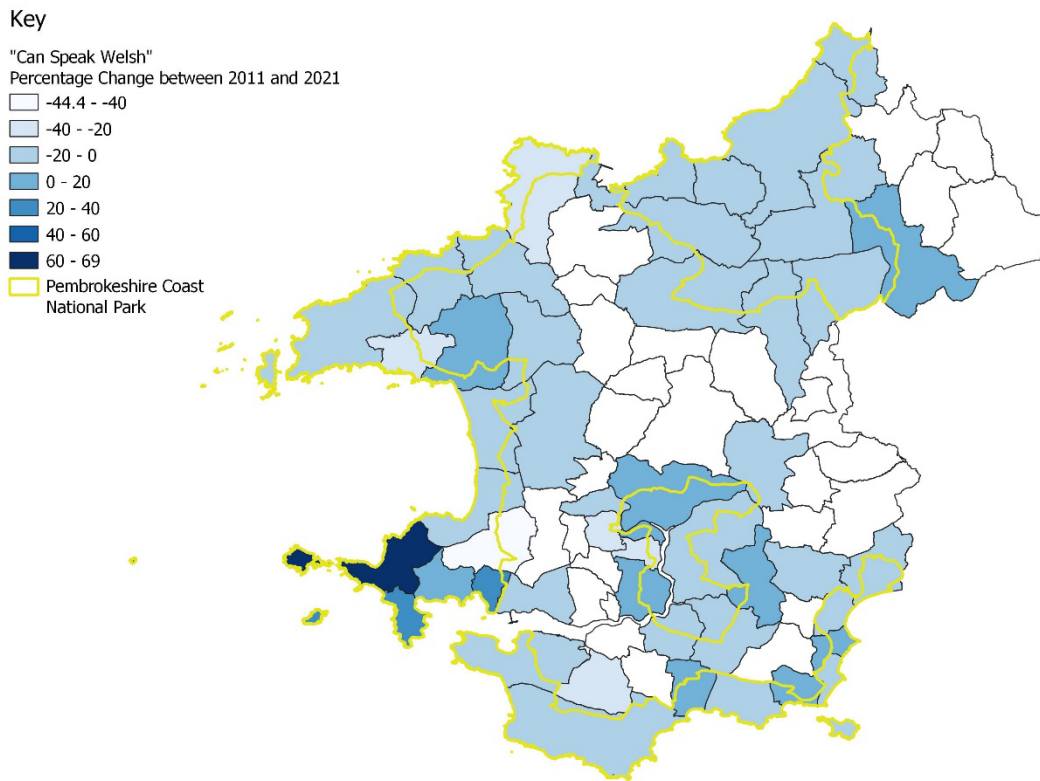 Key
"Can Speak Welsh"
Percentage Change between 2011 and 2021
-44.4 - -40
-40 - -20
-20 - 0
0 - 20
20 - 40
40 - 60
60 - 69
Pembrokeshire Coast
National Park